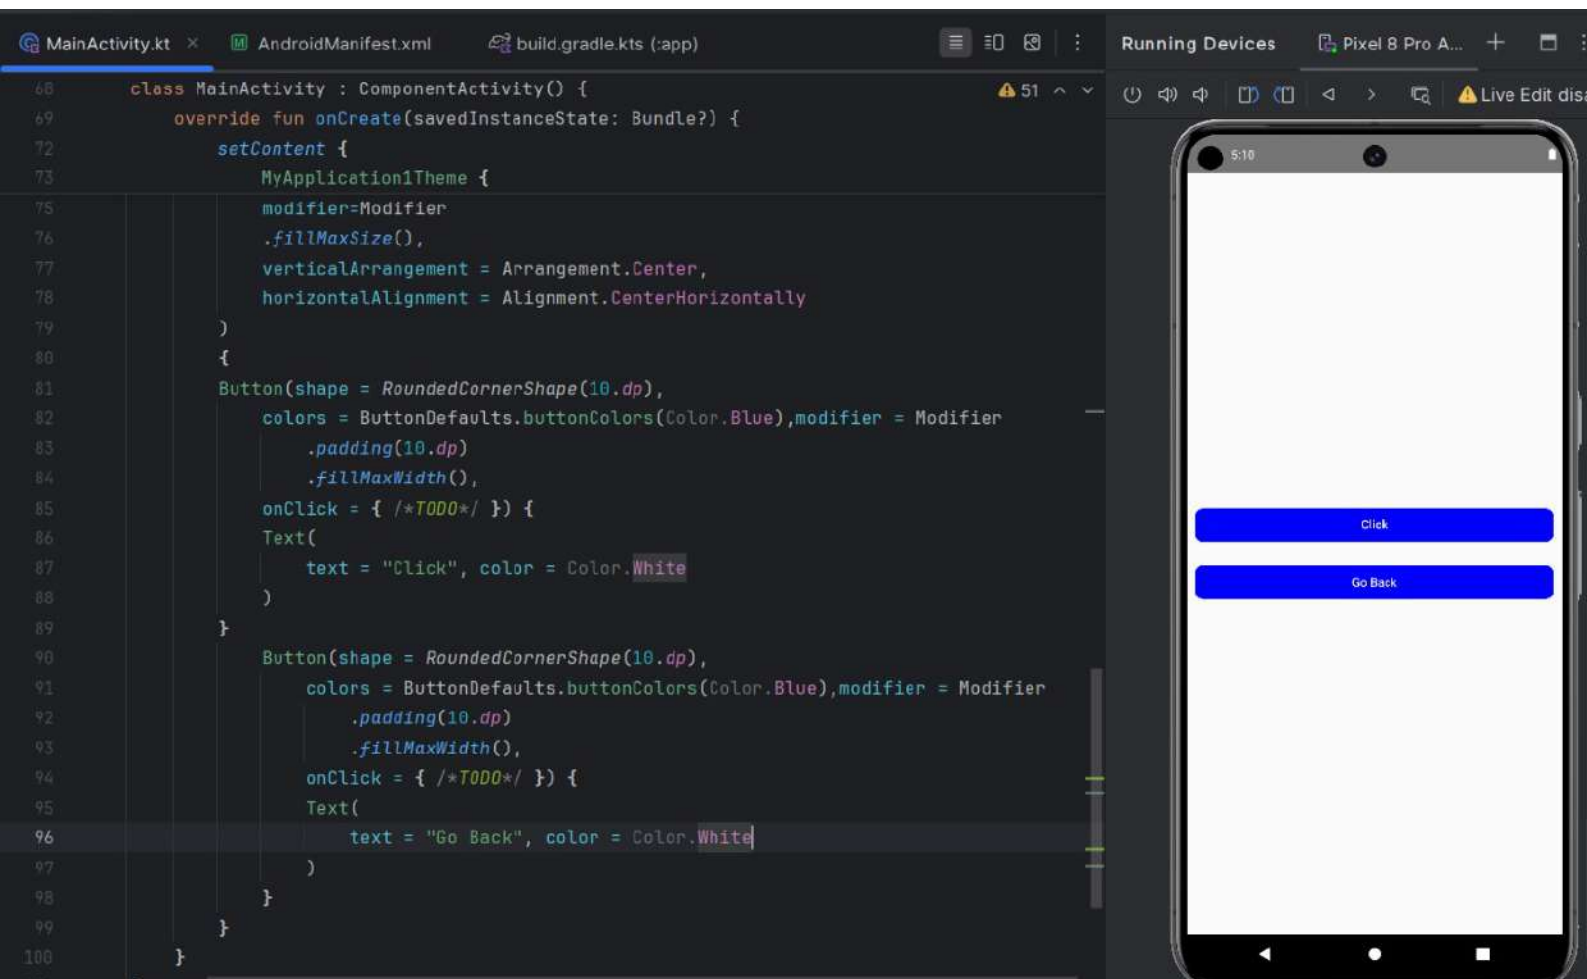 MainActivity.kt × AndroidManifest.xml build.gradle.kts (:app)
68 class MainActivity : ComponentActivity() { 51
69 override fun onCreate(savedInstanceState: Bundle?) {
72 setContent {
73 MyApplication1Theme {
75 modifier=Modifier
76 .fillMaxSize(),
77 verticalArrangement = Arrangement.Center,
78 horizontalAlignment = Alignment.CenterHorizontally
79 )
80 {
81 Button(shape = RoundedCornerShape(10.dp),
82 colors = ButtonDefaults.buttonColors(Color.Blue),modifier = Modifier
83 .padding(10.dp)
84 .fillMaxWidth(),
85 onClick = { /*TODO*/ }) {
86 Text(
87 text = "Click", color = Color.White
88 )
89 }
90 Button(shape = RoundedCornerShape(10.dp),
91 colors = ButtonDefaults.buttonColors(Color.Blue),modifier = Modifier
92 .padding(10.dp)
93 .fillMaxWidth(),
94 onClick = { /*TODO*/ }) {
95 Text(
96 text = "Go Back", color = Color.White
97 )
98 }
99 }
100 }
Running Devices Pixel 8 Pro A...
Live Edit disa
5:10
Click
Go Back